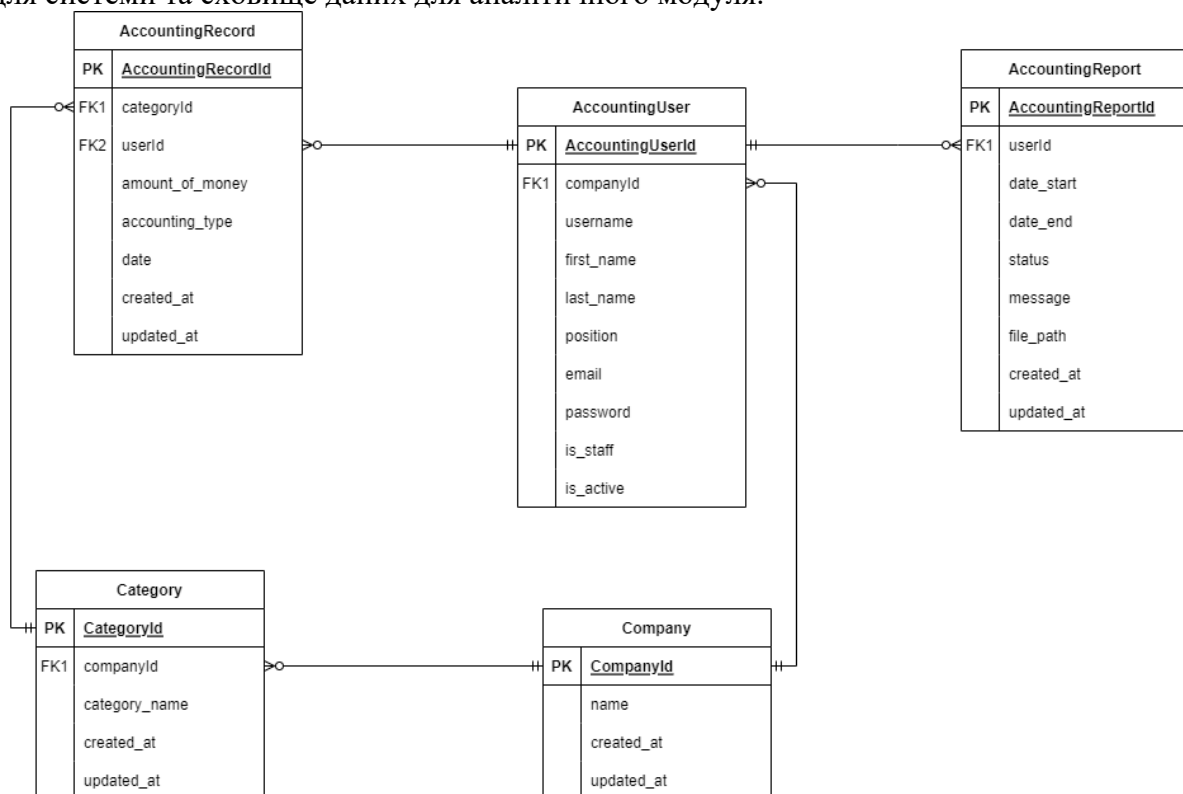 для системи та сховище даних для аналітичного модуля.
AccountingRecord
PK AccountingRecordId
FK1 categoryId
FK2 userId
amount_of_money
accounting_type
date
created_at
updated_at
AccountingUser
PK AccountingUserId
FK1 companyId
username
first_name
last_name
position
email
password
is_staff
is_active
AccountingReport
PK AccountingReportId
FK1 userId
date_start
date_end
status
message
file_path
created_at
updated_at
Category
PK CategoryId
FK1 companyId
category_name
created_at
updated_at
Company
PK CompanyId
name
created_at
updated_at